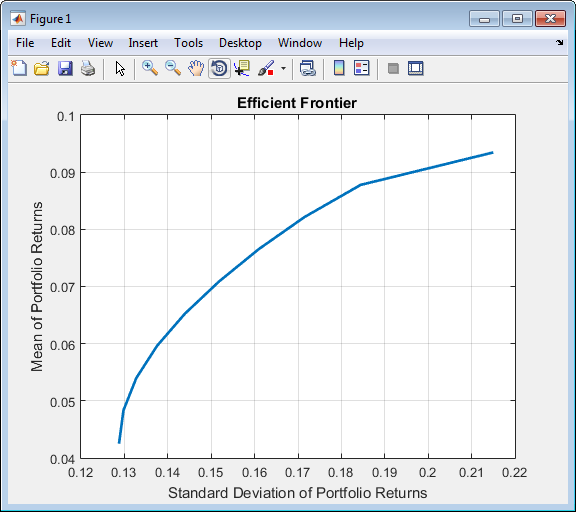 Figure 1
File Edit View Insert Tools Desktop Window Help
Efficient Frontier
0.1
0.09
0.08
0.07
0.06
0.05
0.04
Mean of Portfolio Returns
0.12 0.13 0.14 0.15 0.16 0.17 0.18 0.19 0.2 0.21 0.22
Standard Deviation of Portfolio Returns